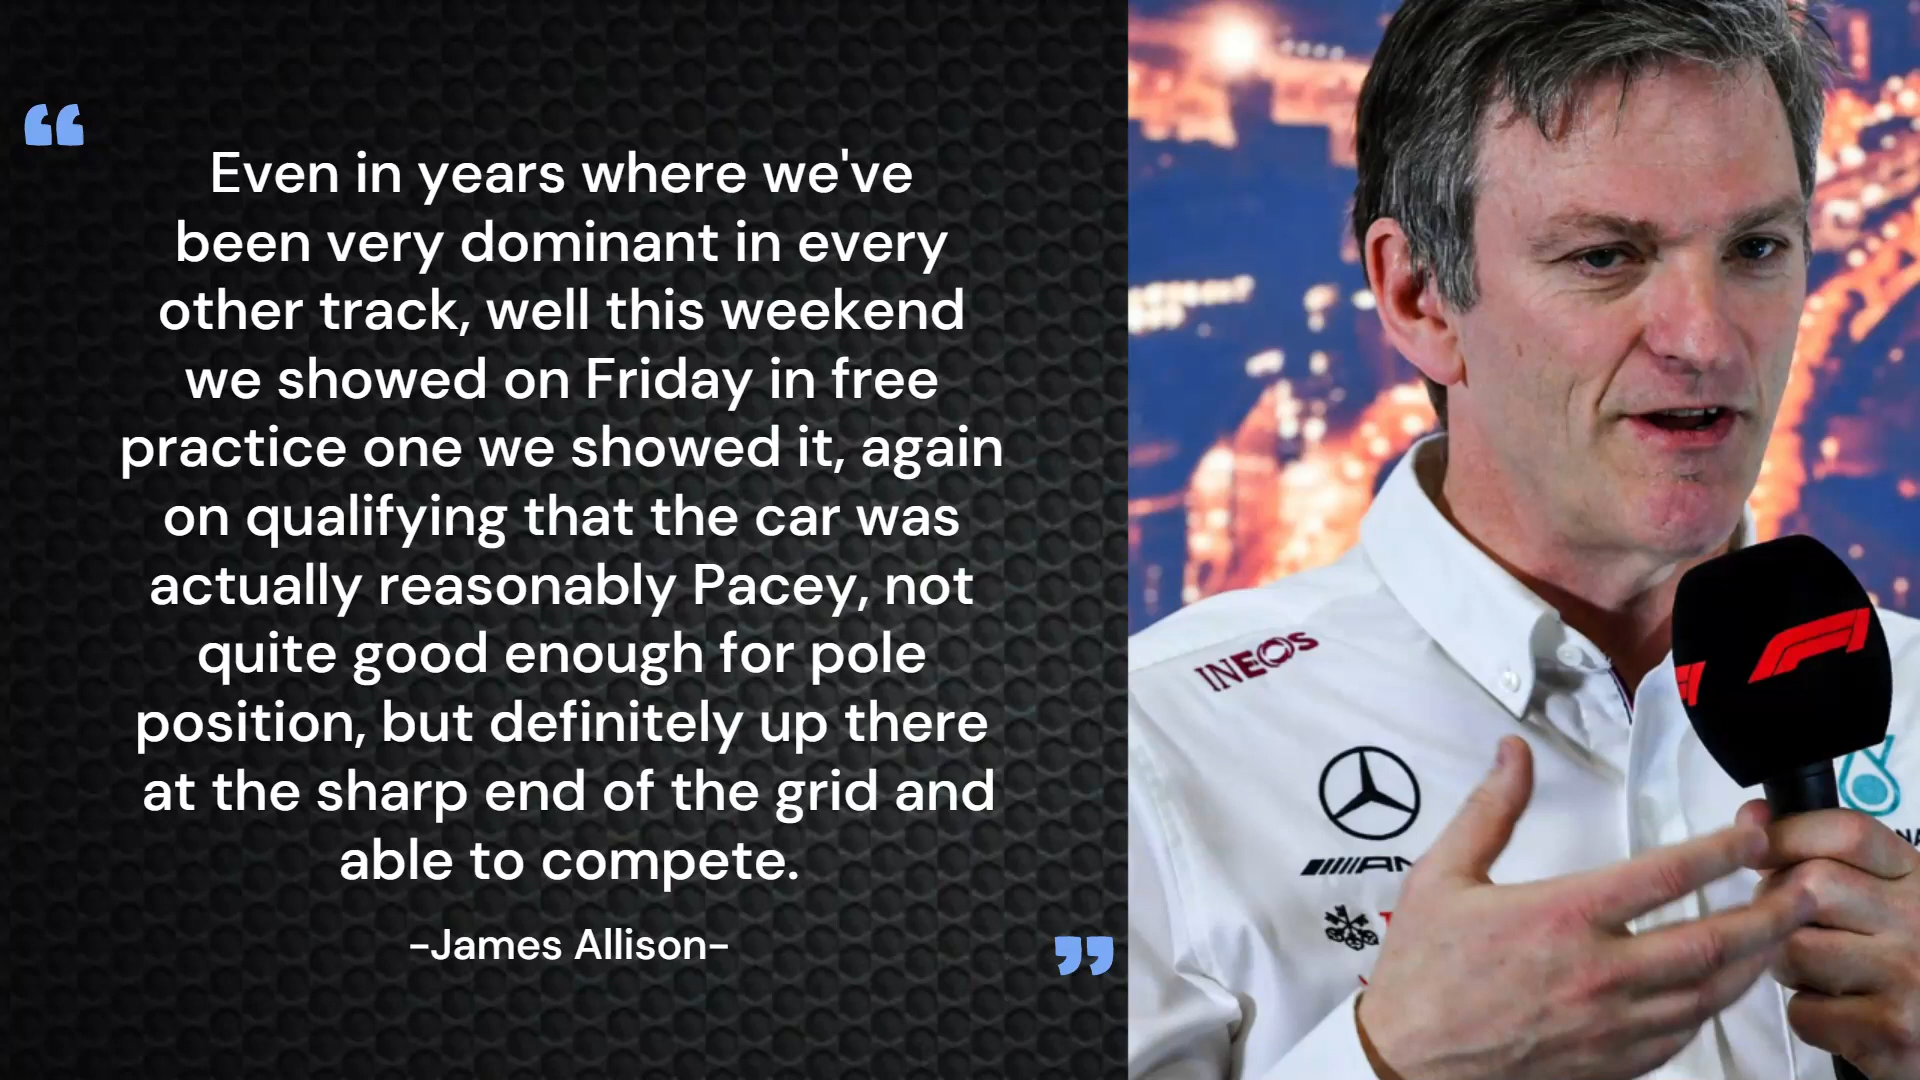 Even in years where we've
been very dominant in every
other track, well this weekend
we showed on Friday in free
practice one we showed it, again
on qualifying that the car was
actually reasonably Pacey, not
quite good enough for pole
position, but definitely up there
at the sharp end of the grid and
able to compete.
-James Allison-
INEOS
F1